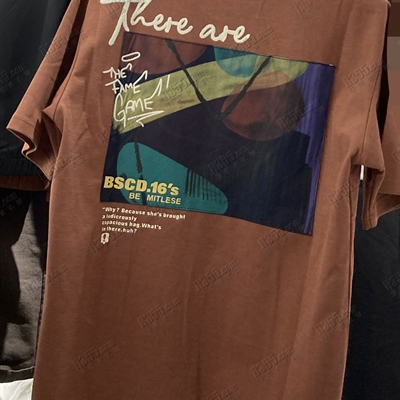 There are
THE
FAME
GAME"
BSCD.16's
BE MITLESE
"Why? Because she's brought
a ludicrously
capacious bag.What's
in there,huh?